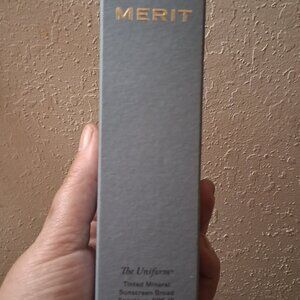 MERIT
The Uniform
Tinted Mineral
Sunscreen Broad